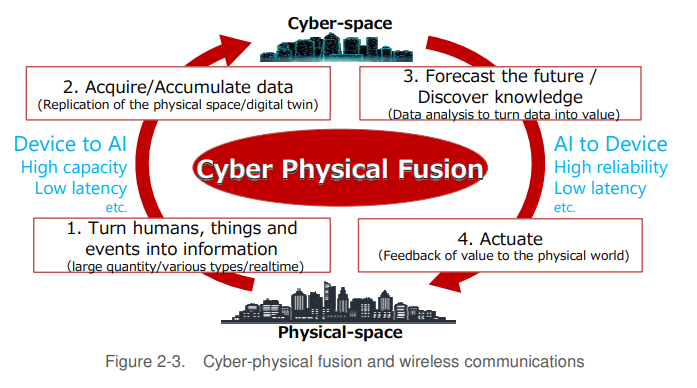 Cyber-space
2. Acquire/Accumulate data
(Replication of the physical space/digital twin)
3. Forecast the future /
Discover knowledge
(Data analysis to turn data into value)
Device to AI
High capacity
Low latency
etc.
Cyber Physical Fusion
AI to Device
High reliability
Low latency
etc.
1. Turn humans, things and
events into information
(large quantity/various types/realtime)
4. Actuate
(Feedback of value to the physical world)
Physical-space
Figure 2-3. Cyber-physical fusion and wireless communications